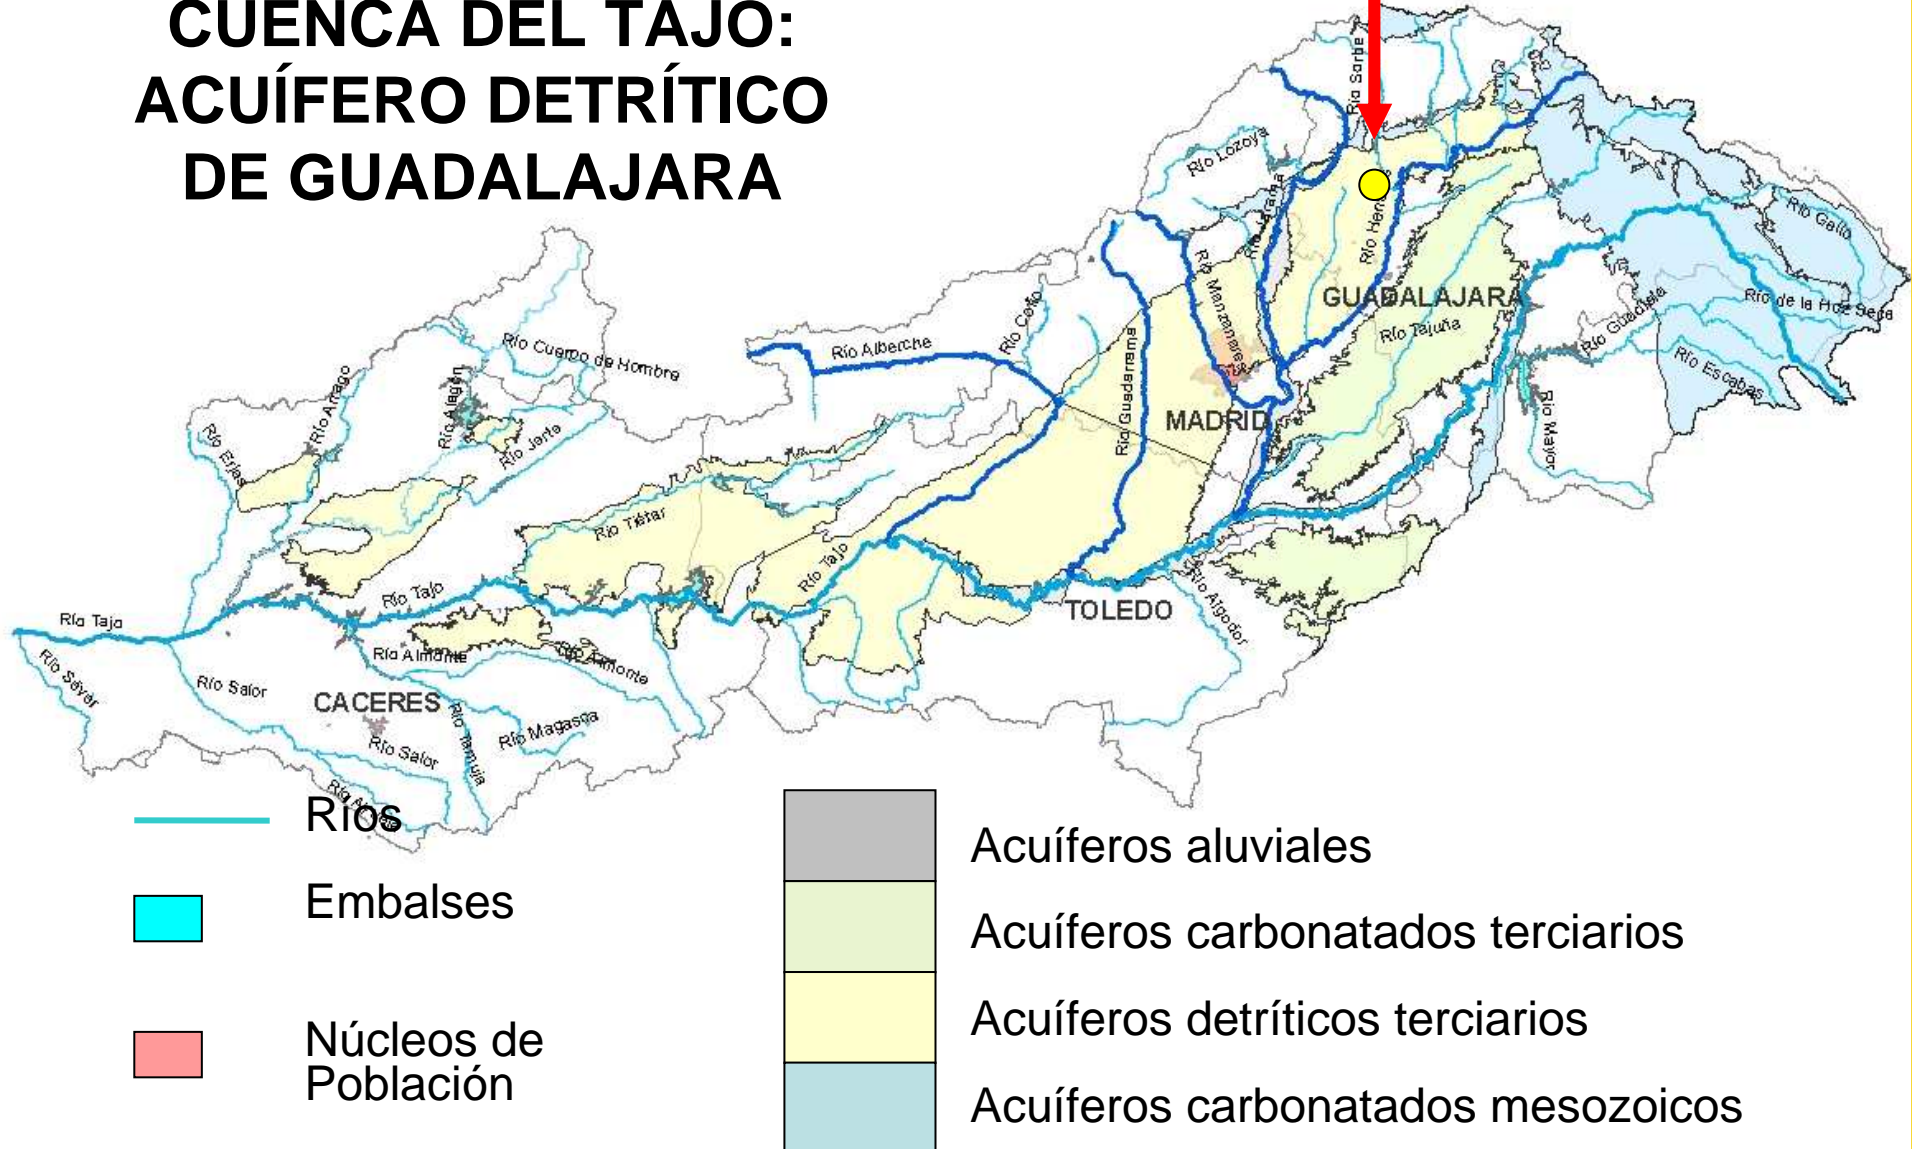 CUENCA DEL TAJO:
ACUÍFERO DETRÍTICO
DE GUADALAJARA
Río Sorbe
Río Lozoya
Río Jarama
Río Gallo
Río Manzanares
GUADALAJARA
Río de la Hoz Seca
Río Guadiela
Río Tajuña
Río Cofio
Río Alberche
Río Cuerpo de Hombre
Río Guadarrama
Río Escabas
Río Arrago
Río Alagón
MADRID
Río Mayor
Río Jerte
Río Erjas
Río Tiétar
Río Tajo
Río Tajo
Río Tajo
TOLEDO
Río Algodor
Río Almonte
Río Almonte
Río Sever
Río Salor
CACERES
Río Tamuja
Río Magasca
Río Salor
Ríos
Embalses
Núcleos de
Población
Acuíferos aluviales
Acuíferos carbonatados terciarios
Acuíferos detríticos terciarios
Acuíferos carbonatados mesozoicos